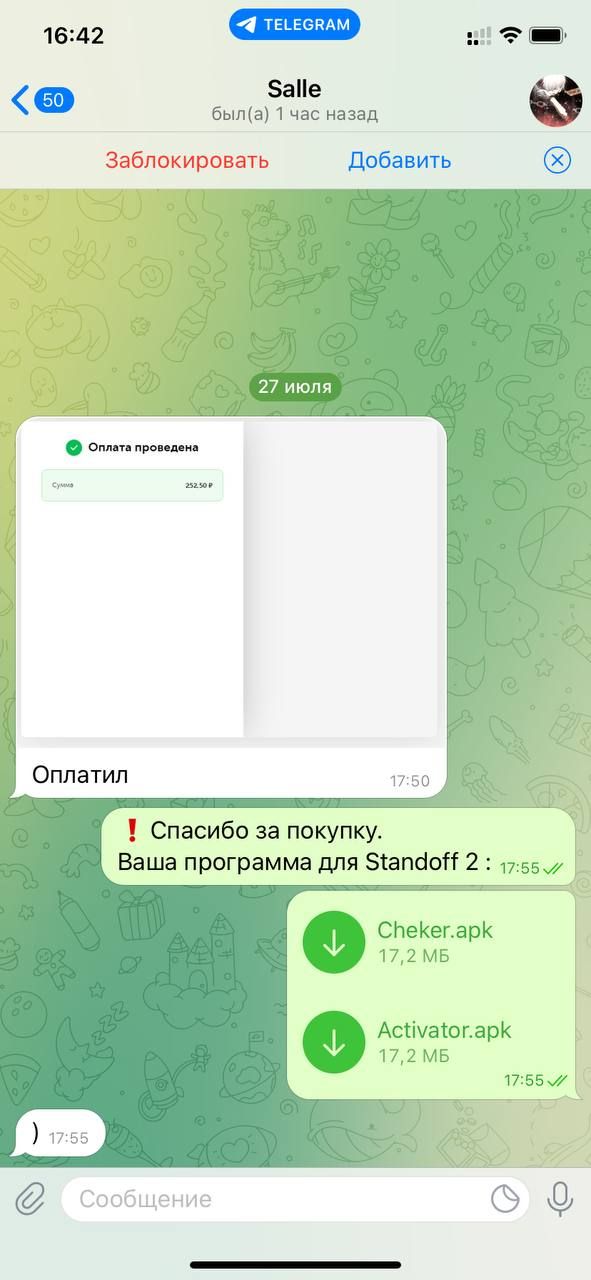 16:42
TELEGRAM
50
Salle
был(а) 1 час назад
Заблокировать
Добавить
27 июля
Оплата проведена
Сумма 252,50 ₽
Оплатил
17:50
❗ Спасибо за покупку.
Ваша программа для Standoff 2 : 17:55
Cheker.apk
17,2 МБ
Activator.apk
17,2 МБ
17:55
) 17:55
Сообщение